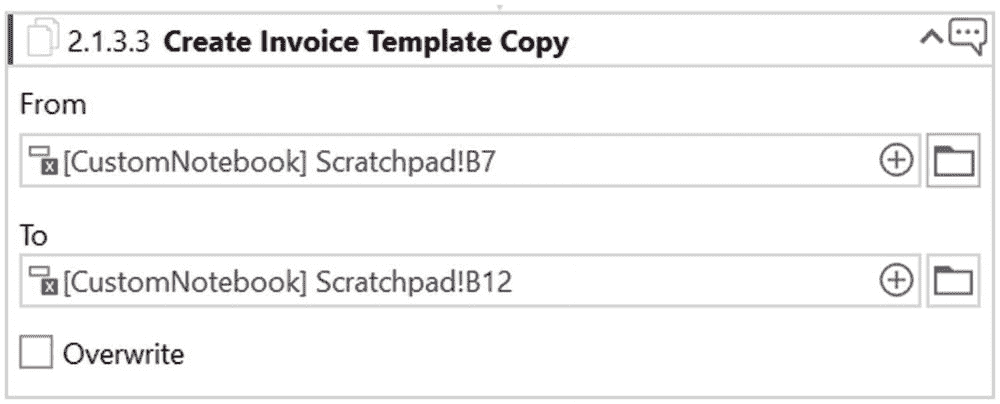 2.1.3.3 Create Invoice Template Copy
From
[CustomNotebook] Scratchpad!B7
To
[CustomNotebook] Scratchpad!B12
Overwrite